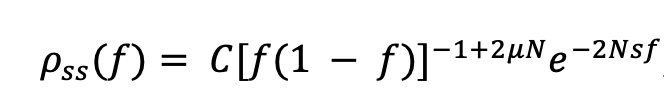 ρss(f) = C[f(1 − f)]^−1+2μN e^−2Nsf